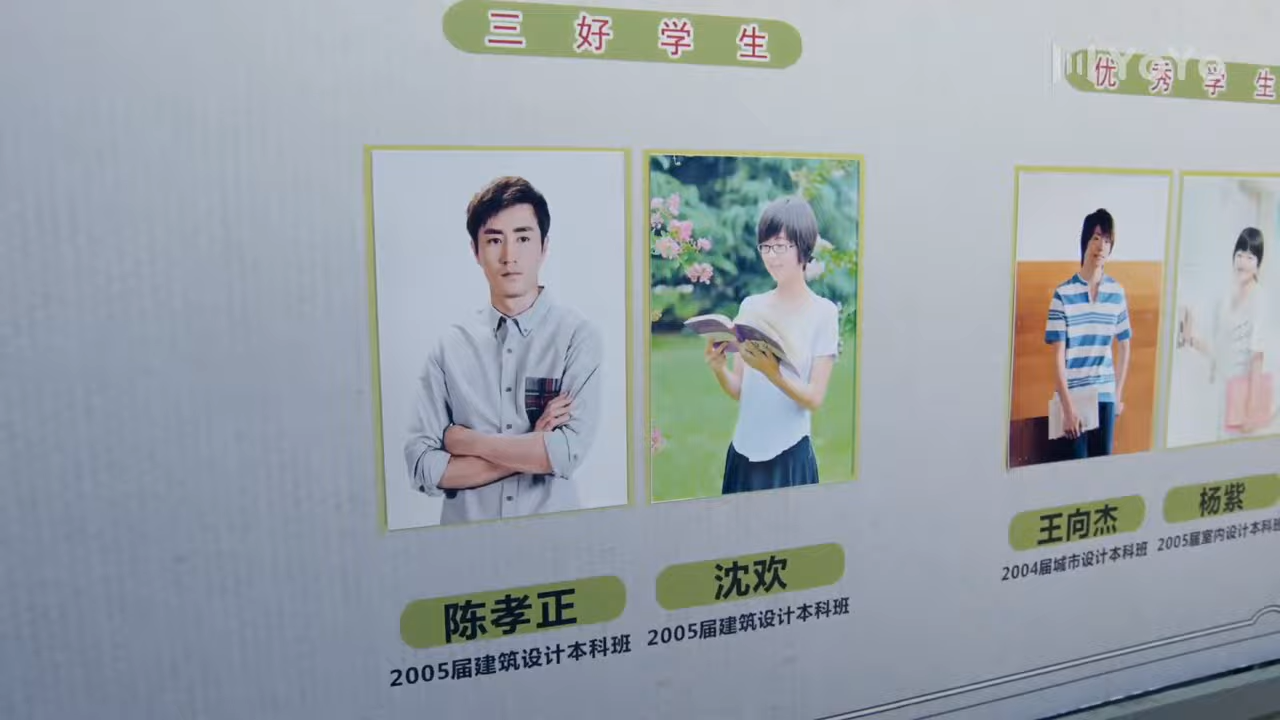 三好学生
优秀学生
YoYo
陈孝正
2005届建筑设计本科班
沈欢
2005届建筑设计本科班
王向杰
2004届城市设计本科班
杨紫
2005届室内设计本科班